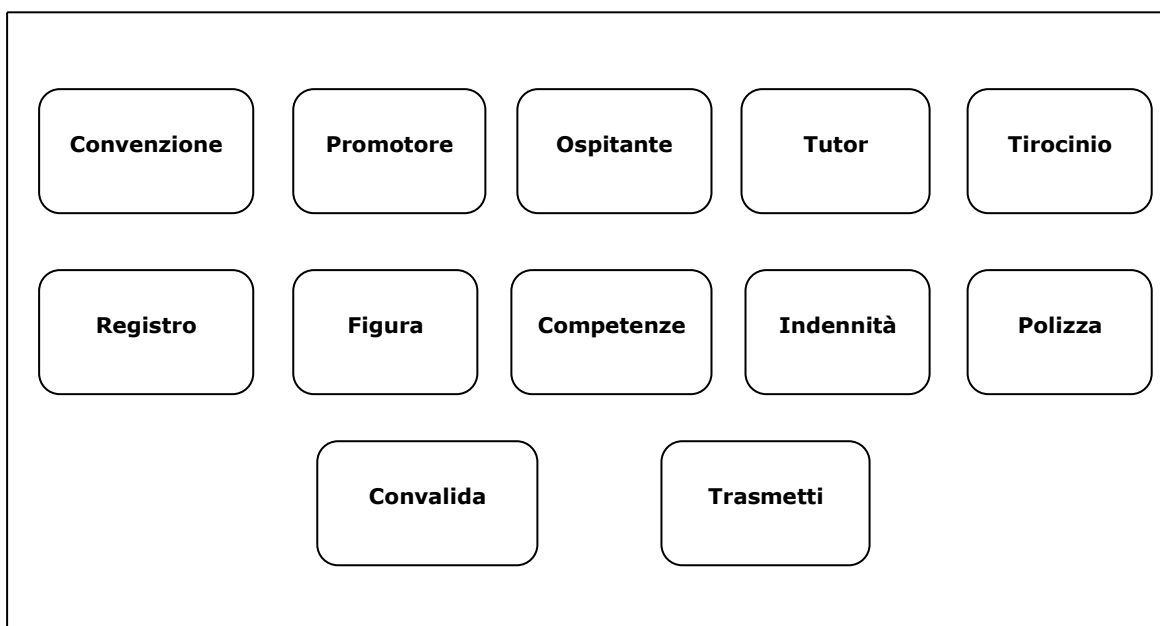 Convenzione Promotore Ospitante Tutor Tirocinio
Registro Figura Competenze Indennità Polizza
Convalida Trasmetti